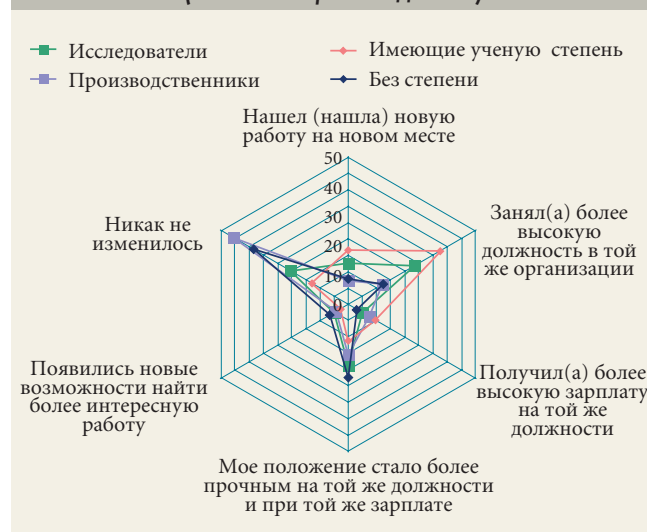 Исследователи
Имеющие ученую степень
Производственники
Без степени
Нашел (нашла) новую
работу на новом месте
50
40
30
20
10
0
Занял(а) более
высокую
должность в той
же организации
Получил(а) более
высокую зарплату
на той же
должности
Мое положение стало более
прочным на той же должности
и при той же зарплате
Появились новые
возможности найти
более интересную
работу
Никак не
изменилось